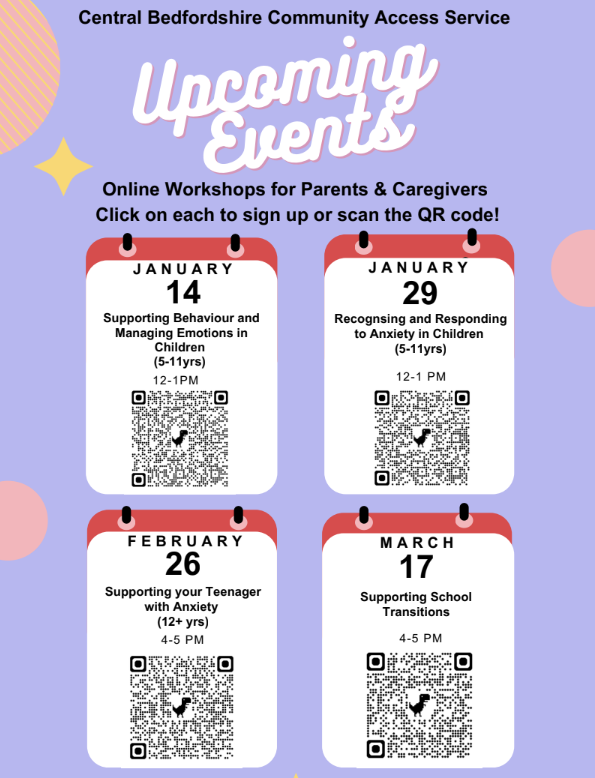 Central Bedfordshire Community Access Service
Upcoming
Events
Online Workshops for Parents & Caregivers
Click on each to sign up or scan the QR code!
JANUARY
14
Supporting Behaviour and
Managing Emotions in
Children
(5-11yrs)
12-1PM
JANUARY
29
Recognsing and Responding
to Anxiety in Children
(5-11yrs)
12-1 PM
FEBRUARY
26
Supporting your Teenager
with Anxiety
(12+ yrs)
4-5 PM
MARCH
17
Supporting School
Transitions
4-5 PM